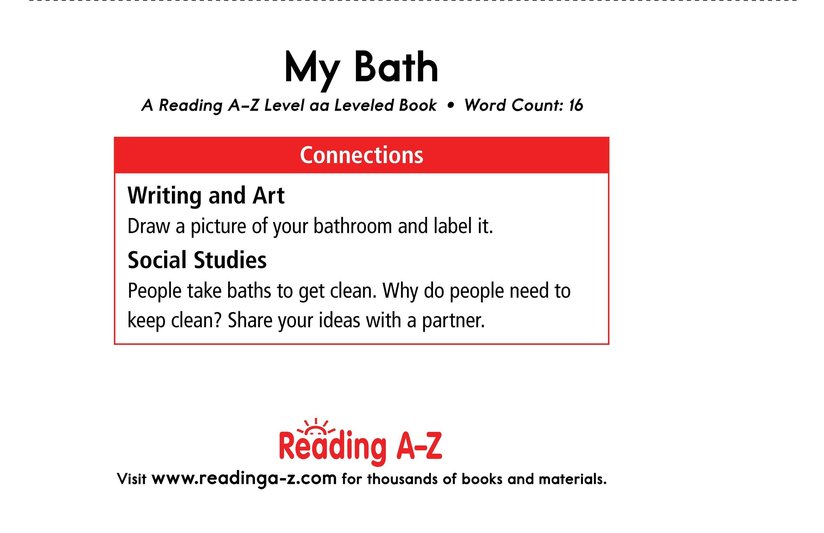 My Bath
A Reading A–Z Level aa Leveled Book • Word Count: 16
Connections
Writing and Art
Draw a picture of your bathroom and label it.
Social Studies
People take baths to get clean. Why do people need to
keep clean? Share your ideas with a partner.
Reading A–Z
Visit www.readinga-z.com for thousands of books and materials.